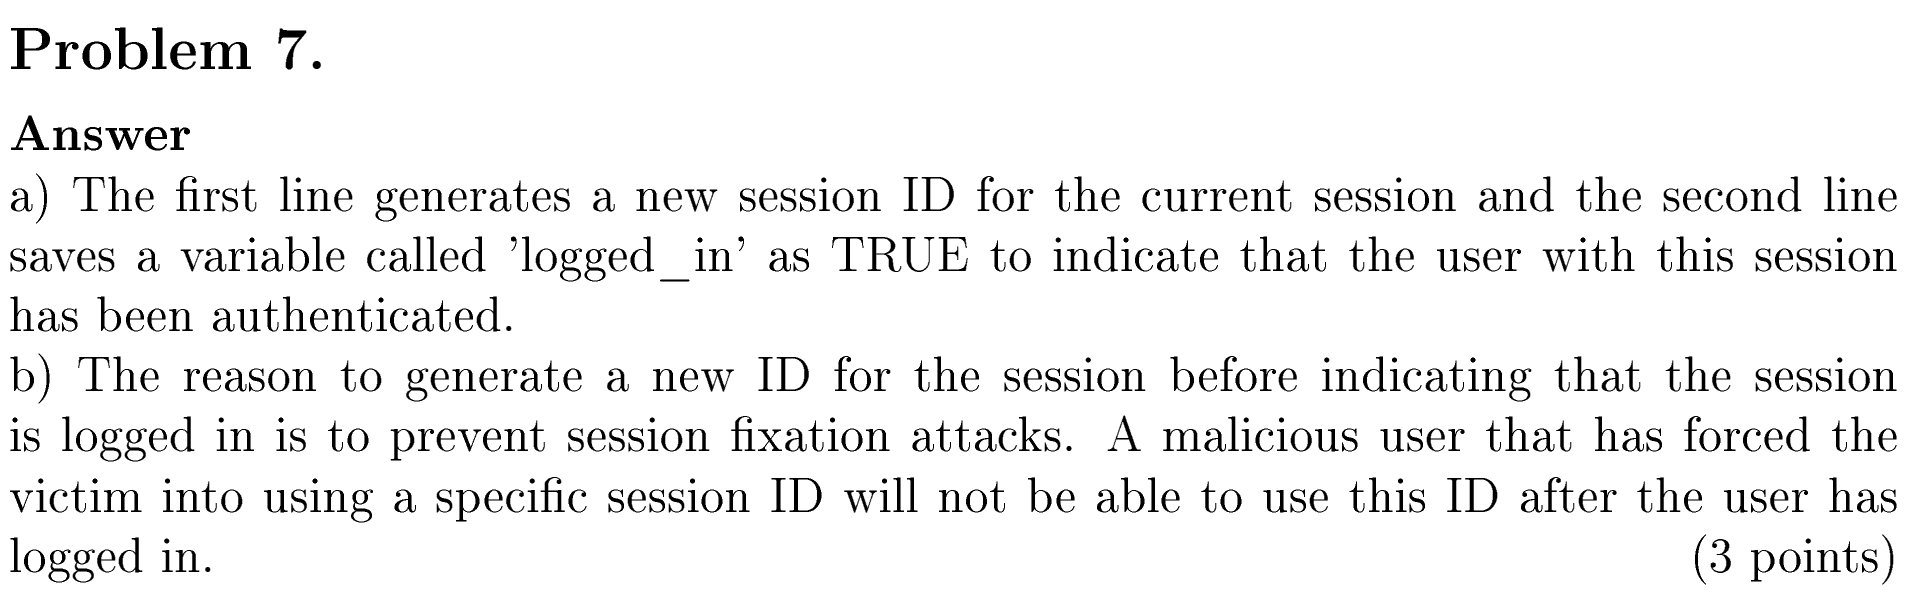 Problem 7.
Answer
a) The first line generates a new session ID for the current session and the second line
saves a variable called ’logged_in’ as TRUE to indicate that the user with this session
has been authenticated.
b) The reason to generate a new ID for the session before indicating that the session
is logged in is to prevent session fixation attacks. A malicious user that has forced the
victim into using a specific session ID will not be able to use this ID after the user has
logged in. (3 points)